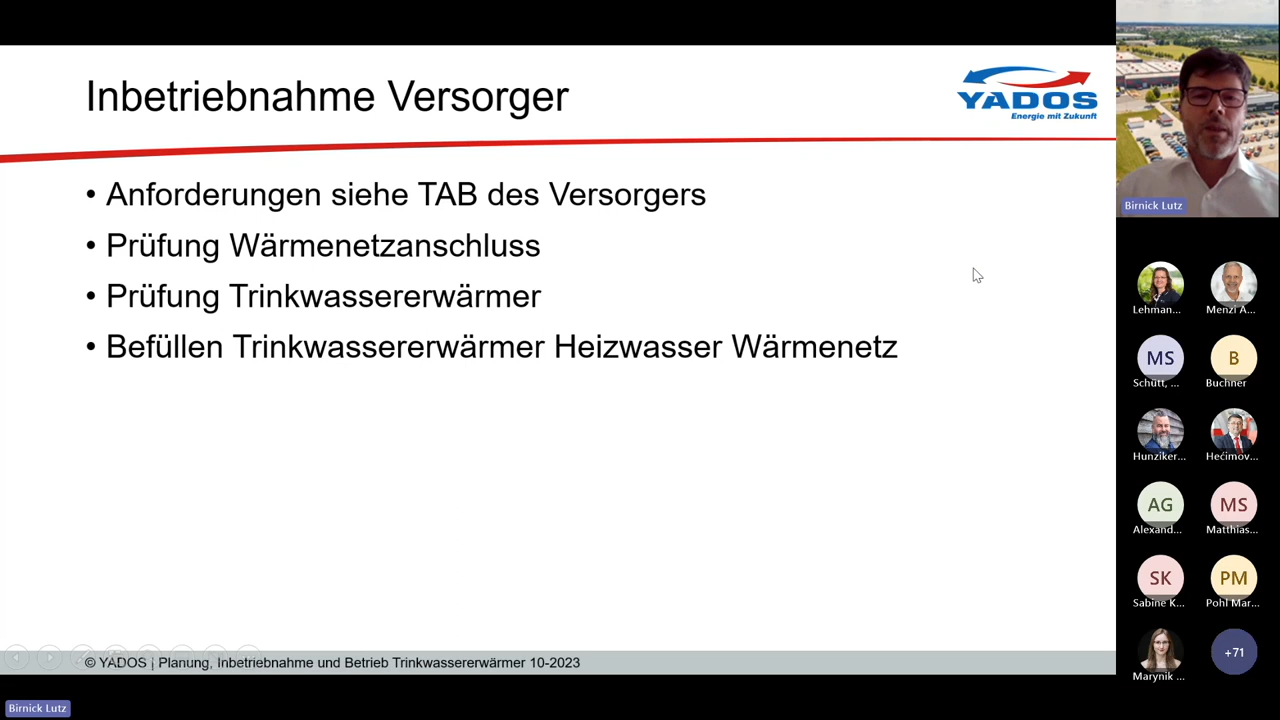 Inbetriebnahme Versorger
YADOS
Energie mit Zukunft
• Anforderungen siehe TAB des Versorgers
• Prüfung Wärmenetzanschluss
• Prüfung Trinkwassererwärmer
• Befüllen Trinkwassererwärmer Heizwasser Wärmenetz
© YADOS | Planung, Inbetriebnahme und Betrieb Trinkwassererwärmer 10-2023
Birnick Lutz
Birnick Lutz
Lehman...
Menzi A...
MS
B
Schütt, ...
Buchner
Hunziker...
Hećimov...
AG
MS
Alexand...
Matthias...
SK
PM
Sabine K...
Pohl Mar...
Marynik ...
+71